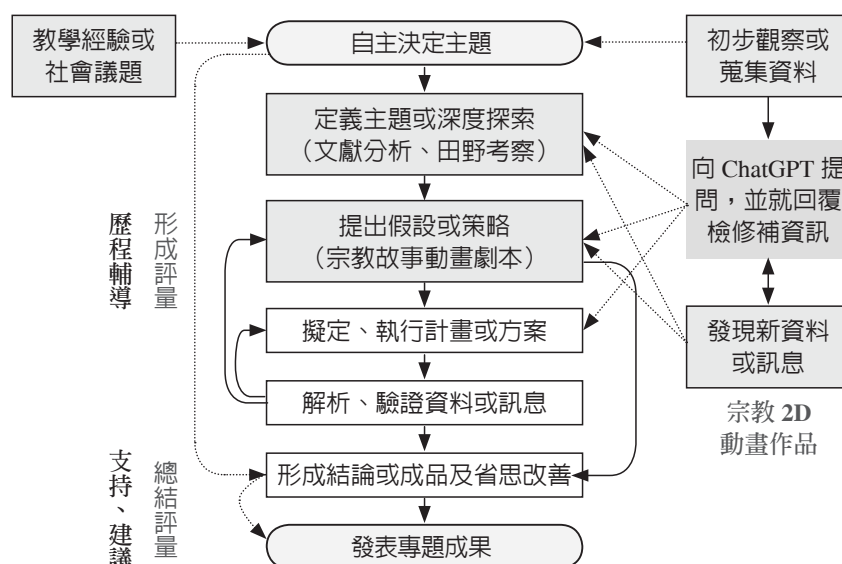 教學經驗或
社會議題
自主決定主題
初步觀察或
蒐集資料
定義主題或深度探索
（文獻分析、田野考察）
向 ChatGPT 提
問，並就回覆
檢修補資訊
提出假設或策略
（宗教故事動畫劇本）
歷程輔導
形成評量
擬定、執行計畫或方案
發現新資料
或訊息
解析、驗證資料或訊息
宗教 2D
動畫作品
形成結論或成品及省思改善
支持、建議
總結評量
發表專題成果